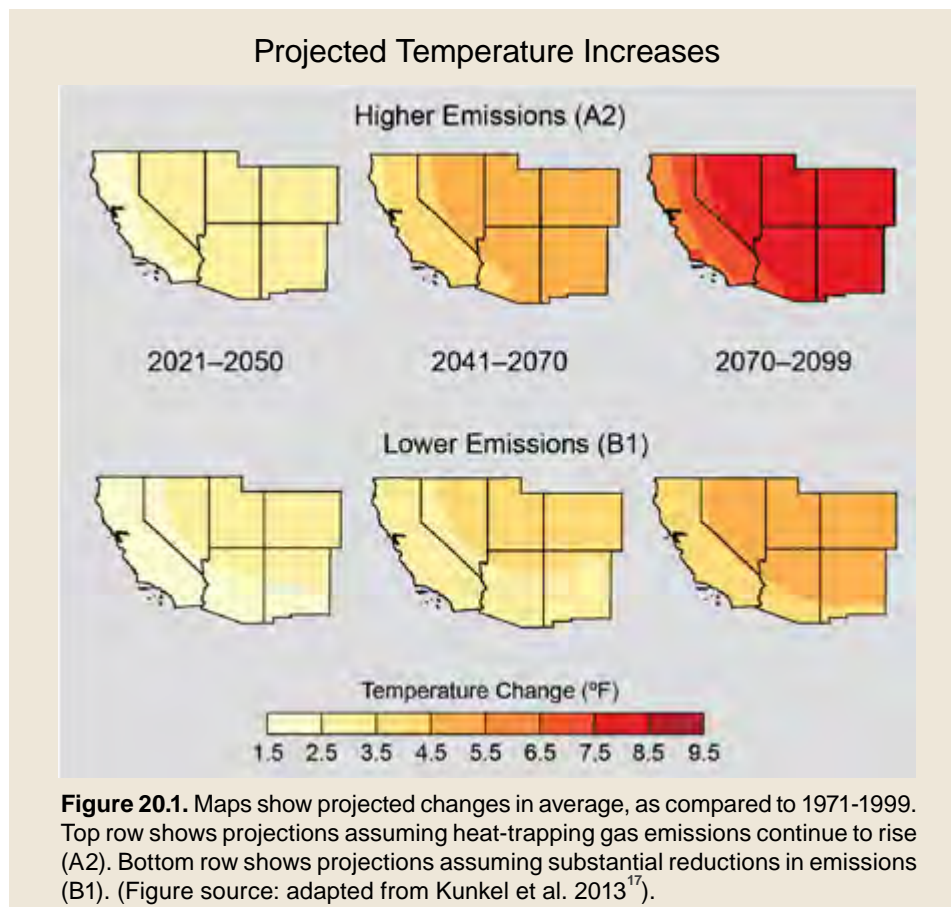 Projected Temperature Increases
Higher Emissions (A2)
2021–2050 2041–2070 2070–2099
Lower Emissions (B1)
Temperature Change (ºF)
1.5 2.5 3.5 4.5 5.5 6.5 7.5 8.5 9.5
Figure 20.1. Maps show projected changes in average, as compared to 1971-1999.
Top row shows projections assuming heat-trapping gas emissions continue to rise
(A2). Bottom row shows projections assuming substantial reductions in emissions
(B1). (Figure source: adapted from Kunkel et al. 2013¹⁷).